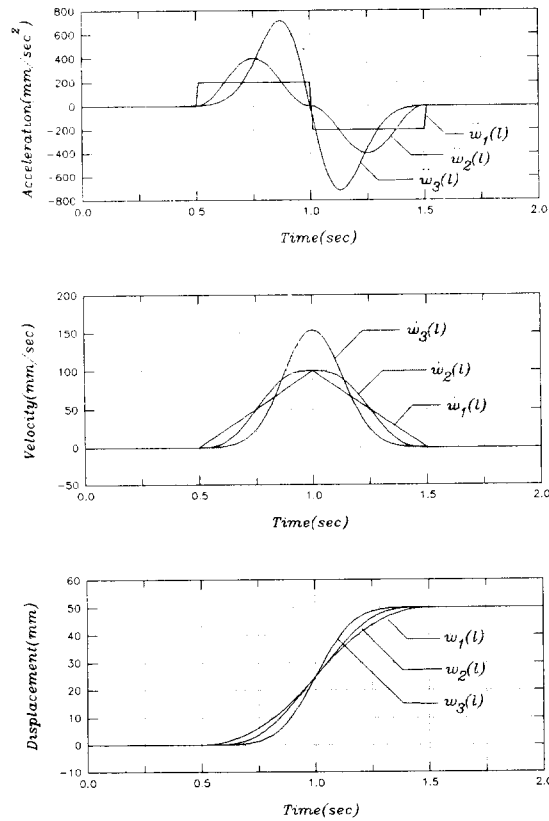 800
600
400
200
0
-200
-400
-600
-800
Acceleration(mm/sec²)
ẅ₁(l)
ẅ₂(l)
ẅ₃(l)
0.0 0.5 1.0 1.5 2.0
Time(sec)
200
150
100
50
0
-50
Velocity(mm/sec)
ẇ₃(l)
ẇ₂(l)
ẇ₁(l)
0.0 0.5 1.0 1.5 2.0
Time(sec)
60
50
40
30
20
10
0
-10
Displacement(mm)
w₁(l)
w₂(l)
w₃(l)
0.0 0.5 1.0 1.5 2.0
Time(sec)